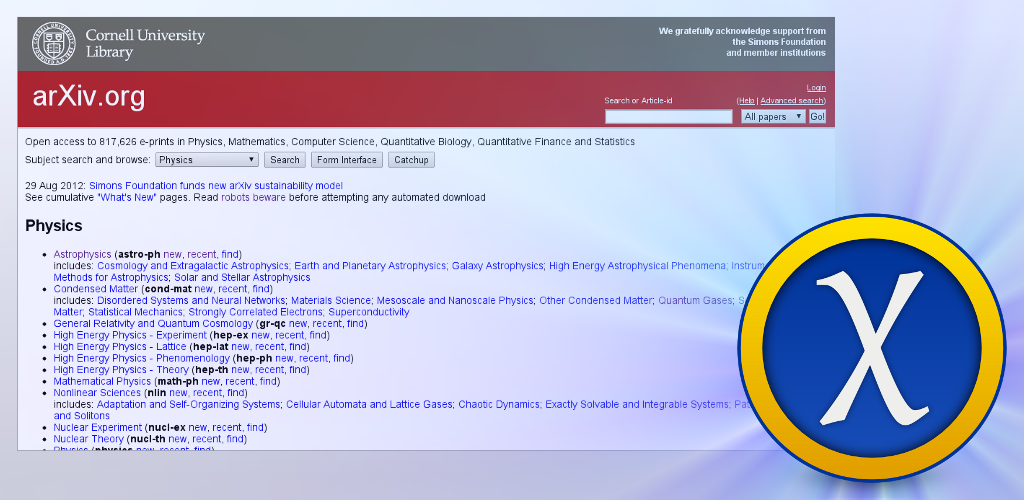 Cornell University
Library
We gratefully acknowledge support from
the Simons Foundation
and member institutions
arXiv.org
Login
Search or Article-id
(Help | Advanced search)
All papers Go!
Open access to 817,626 e-prints in Physics, Mathematics, Computer Science, Quantitative Biology, Quantitative Finance and Statistics
Subject search and browse: Physics Search Form Interface Catchup
29 Aug 2012: Simons Foundation funds new arXiv sustainability model
See cumulative "What's New" pages. Read robots beware before attempting any automated download
Physics
Astrophysics (astro-ph new, recent, find)
includes: Cosmology and Extragalactic Astrophysics; Earth and Planetary Astrophysics; Galaxy Astrophysics; High Energy Astrophysical Phenomena; Instrum
Methods for Astrophysics; Solar and Stellar Astrophysics
Condensed Matter (cond-mat new, recent, find)
includes: Disordered Systems and Neural Networks; Materials Science; Mesoscale and Nanoscale Physics; Other Condensed Matter; Quantum Gases; S
Matter; Statistical Mechanics; Strongly Correlated Electrons; Superconductivity
General Relativity and Quantum Cosmology (gr-qc new, recent, find)
High Energy Physics - Experiment (hep-ex new, recent, find)
High Energy Physics - Lattice (hep-lat new, recent, find)
High Energy Physics - Phenomenology (hep-ph new, recent, find)
High Energy Physics - Theory (hep-th new, recent, find)
Mathematical Physics (math-ph new, recent, find)
Nonlinear Sciences (nlin new, recent, find)
includes: Adaptation and Self-Organizing Systems; Cellular Automata and Lattice Gases; Chaotic Dynamics; Exactly Solvable and Integrable Systems; Pa
and Solitons
Nuclear Experiment (nucl-ex new, recent, find)
Nuclear Theory (nucl-th new, recent, find)
Physics (physics new, recent, find)
χ